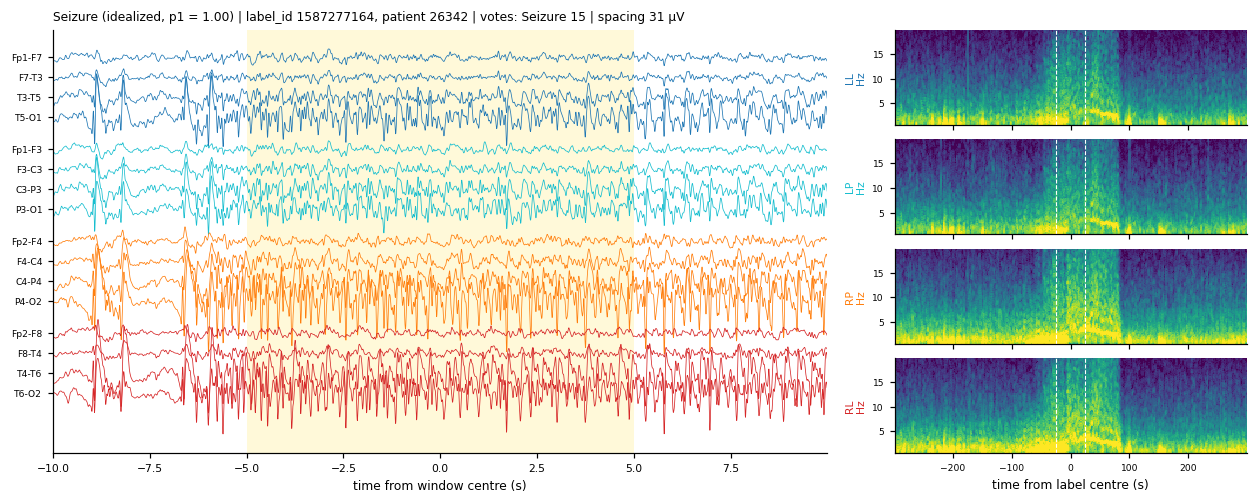 Seizure (idealized, p1 = 1.00) | label_id 1587277164, patient 26342 | votes: Seizure 15 | spacing 31 µV
Fp1-F7
F7-T3
T3-T5
T5-O1
Fp1-F3
F3-C3
C3-P3
P3-O1
Fp2-F4
F4-C4
C4-P4
P4-O2
Fp2-F8
F8-T4
T4-T6
T6-O2
−10.0 −7.5 −5.0 −2.5 0.0 2.5 5.0 7.5
time from window centre (s)
LL
Hz
15
10
5
LP
Hz
15
10
5
RP
Hz
15
10
5
RL
Hz
15
10
5
−200 −100 0 100 200
time from label centre (s)